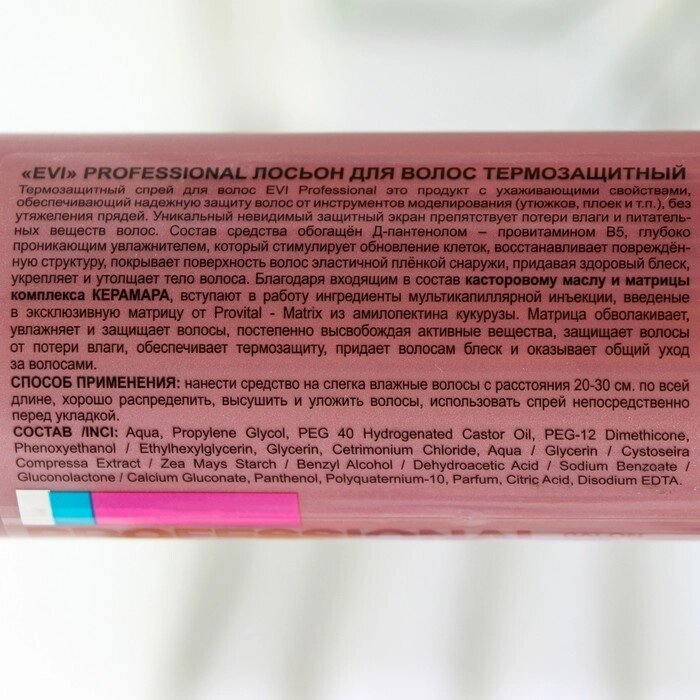 «EVI» PROFESSIONAL ЛОСЬОН ДЛЯ ВОЛОС ТЕРМОЗАЩИТНЫЙ
Термозащитный спрей для волос EVI Professional это продукт с ухаживающими свойствами,
обеспечивающий надежную защиту волос от инструментов моделирования (утюжков, плоек и т.п.), без
утяжеления прядей. Уникальный невидимый защитный экран препятствует потери влаги и питатель-
ных веществ волос. Состав средства обогащён Д-пантенолом – провитамином В5, глубоко
проникающим увлажнителем, который стимулирует обновление клеток, восстанавливает повреждён-
ную структуру, покрывает поверхность волос эластичной плёнкой снаружи, придавая здоровый блеск,
укрепляет и утолщает тело волоса. Благодаря входящим в состав касторовому маслу и матрицы
комплекса КЕРАМАРА, вступают в работу ингредиенты мультикапиллярной инъекции, введеные
в эксклюзивную матрицу от Provital - Matrix из амилопектина кукурузы. Матрица обволакивает,
увлажняет и защищает волосы, постепенно высвобождая активные вещества, защищает волосы
от потери влаги, обеспечивает термозащиту, придает волосам блеск и оказывает общий уход
за волосами.
СПОСОБ ПРИМЕНЕНИЯ: нанести средство на слегка влажные волосы с расстояния 20-30 см. по всей
длине, хорошо распределить, высушить и уложить волосы, использовать спрей непосредственно
перед укладкой.
СОСТАВ /INCI: Aqua, Propylene Glycol, PEG 40 Hydrogenated Castor Oil, PEG-12 Dimethicone,
Phenoxyethanol / Ethylhexylglycerin, Glycerin, Cetrimonium Chloride, Aqua / Glycerin / Cystoseira
Compressa Extract / Zea Mays Starch / Benzyl Alcohol / Dehydroacetic Acid / Sodium Benzoate /
Gluconolactone / Calcium Gluconate, Panthenol, Polyquaternium-10, Parfum, Citric Acid, Disodium EDTA.
PROFESSIONAL